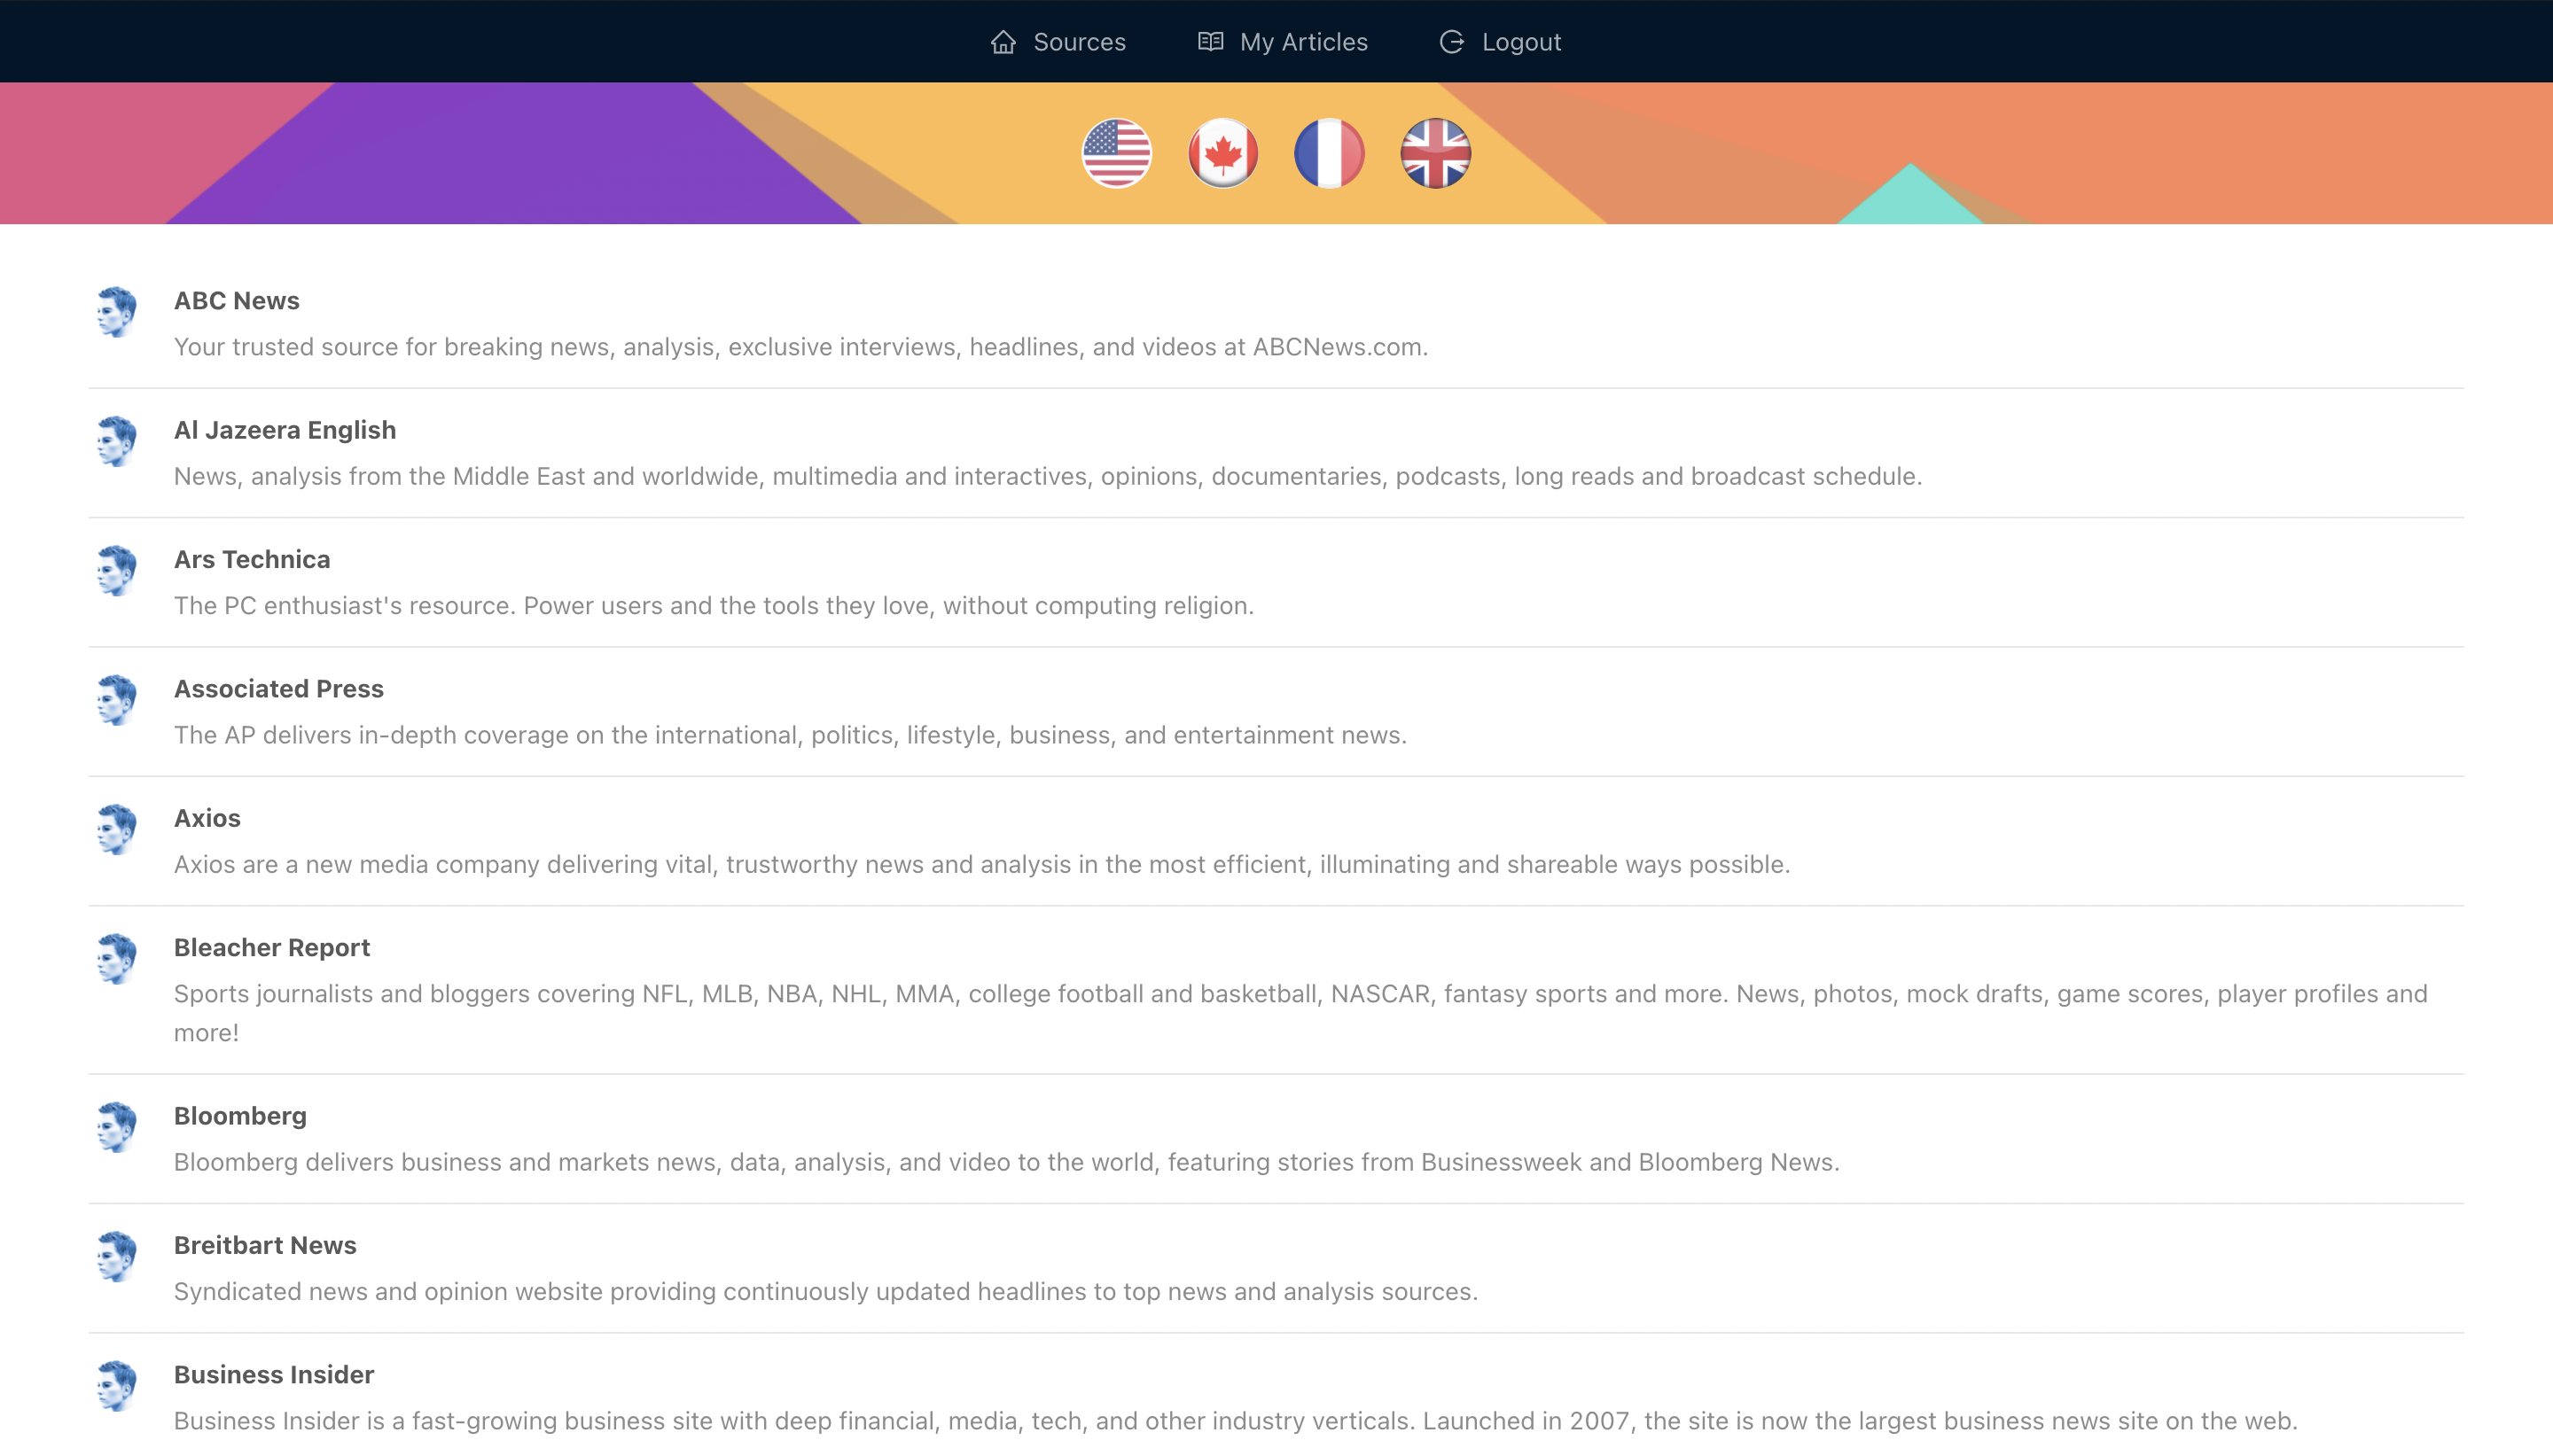 Sources
My Articles
Logout
ABC News
Your trusted source for breaking news, analysis, exclusive interviews, headlines, and videos at ABCNews.com.
Al Jazeera English
News, analysis from the Middle East and worldwide, multimedia and interactives, opinions, documentaries, podcasts, long reads and broadcast schedule.
Ars Technica
The PC enthusiast's resource. Power users and the tools they love, without computing religion.
Associated Press
The AP delivers in-depth coverage on the international, politics, lifestyle, business, and entertainment news.
Axios
Axios are a new media company delivering vital, trustworthy news and analysis in the most efficient, illuminating and shareable ways possible.
Bleacher Report
Sports journalists and bloggers covering NFL, MLB, NBA, NHL, MMA, college football and basketball, NASCAR, fantasy sports and more. News, photos, mock drafts, game scores, player profiles and
more!
Bloomberg
Bloomberg delivers business and markets news, data, analysis, and video to the world, featuring stories from Businessweek and Bloomberg News.
Breitbart News
Syndicated news and opinion website providing continuously updated headlines to top news and analysis sources.
Business Insider
Business Insider is a fast-growing business site with deep financial, media, tech, and other industry verticals. Launched in 2007, the site is now the largest business news site on the web.